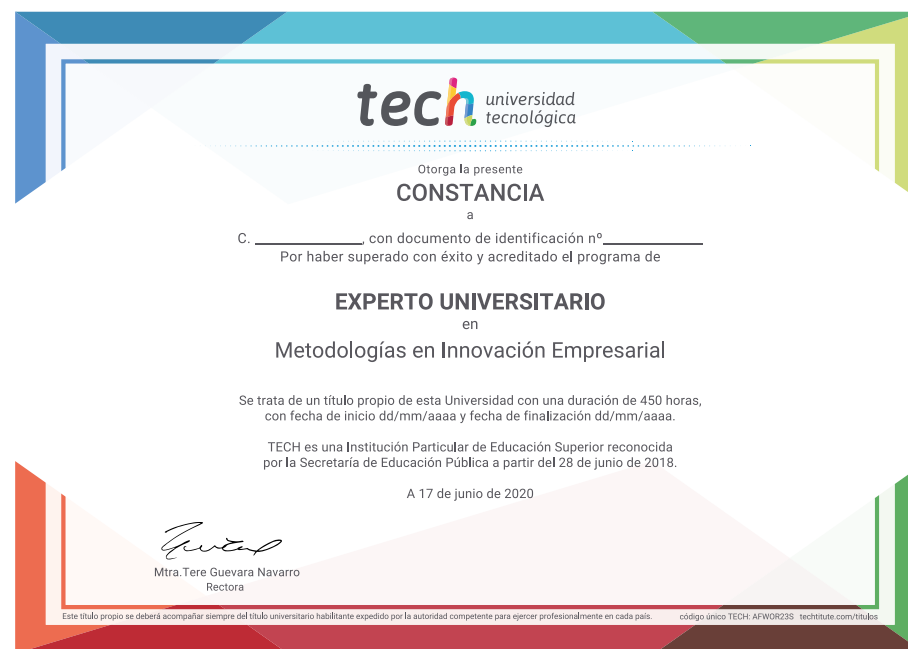 tech universidad
tecnológica
Otorga la presente
CONSTANCIA
a
C. ______________, con documento de identificación nº_____________
Por haber superado con éxito y acreditado el programa de
EXPERTO UNIVERSITARIO
en
Metodologías en Innovación Empresarial
Se trata de un título propio de esta Universidad con una duración de 450 horas,
con fecha de inicio dd/mm/aaaa y fecha de finalización dd/mm/aaaa.
TECH es una Institución Particular de Educación Superior reconocida
por la Secretaría de Educación Pública a partir del 28 de junio de 2018.
A 17 de junio de 2020
Mtra.Tere Guevara Navarro
Rectora
Este título propio se deberá acompañar siempre del título universitario habilitante expedido por la autoridad competente para ejercer profesionalmente en cada país. código único TECH: AFWOR23S techtitute.com/titulos